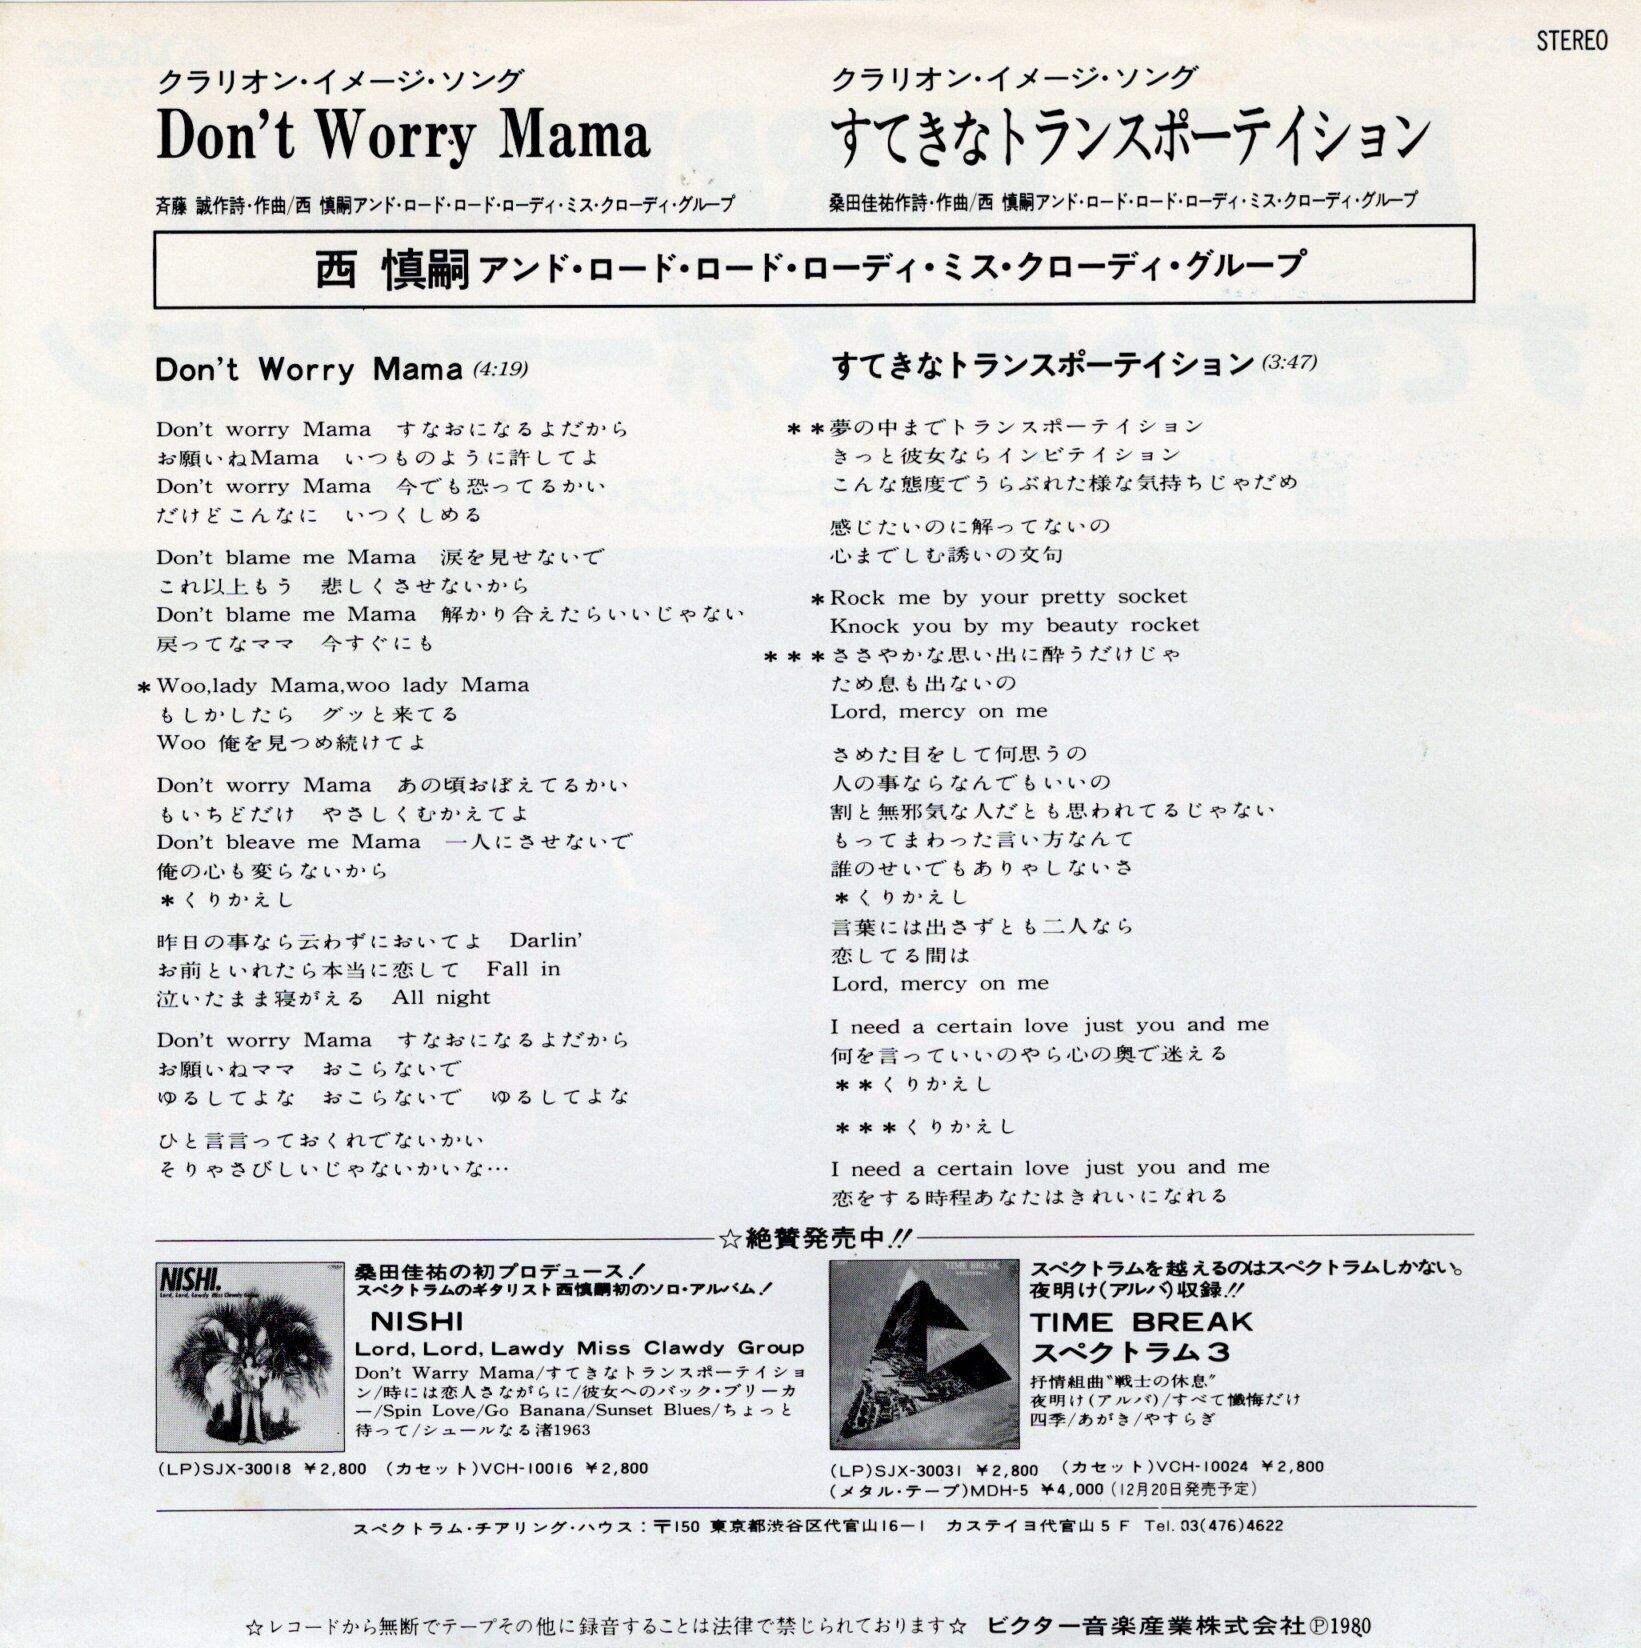 STEREO
クラリオン・イメージ・ソング
Don't Worry Mama
斉藤 誠作詩・作曲/西 慎嗣アンド・ロード・ロード・ローディ・ミス・クローディ・グループ
クラリオン・イメージ・ソング
すてきなトランスポーテイション
桑田佳祐作詩・作曲/西 慎嗣アンド・ロード・ロード・ローディ・ミス・クローディ・グループ
西 慎嗣アンド・ロード・ロード・ローディ・ミス・クローディ・グループ
Don't Worry Mama (4:19)
Don't worry Mama すなおになるよだから
お願いねMama いつものように許してよ
Don't worry Mama 今でも恐ってるかい
だけどこんなに いつくしめる
Don't blame me Mama 涙を見せないで
これ以上もう 悲しくさせないから
Don't blame me Mama 解かり合えたらいいじゃない
戻ってなママ 今すぐにも
*Woo,lady Mama,woo lady Mama
もしかしたら グッと来てる
Woo 俺を見つめ続けてよ
Don't worry Mama あの頃おぼえてるかい
もいちどだけ やさしくむかえてよ
Don't bleave me Mama 一人にさせないで
俺の心も変らないから
*くりかえし
昨日の事なら云わずにおいてよ Darlin'
お前といれたら本当に恋して Fall in
泣いたまま寝がえる All night
Don't worry Mama すなおになるよだから
お願いねママ おこらないで
ゆるしてよな おこらないで ゆるしてよな
ひと言言っておくれでないかい
そりゃさびしいじゃないかいな…
すてきなトランスポーテイション (3:47)
**夢の中までトランスポーテイション
きっと彼女ならインビテイション
こんな態度でうらぶれた様な気持ちじゃだめ
感じたいのに解ってないの
心までしむ誘いの文句
*Rock me by your pretty socket
Knock you by my beauty rocket
***ささやかな思い出に酔うだけじゃ
ため息も出ないの
Lord, mercy on me
さめた目をして何思うの
人の事ならなんでもいいの
割と無邪気な人だとも思われてるじゃない
もってまわった言い方なんて
誰のせいでもありゃしないさ
*くりかえし
言葉には出さずとも二人なら
恋してる間は
Lord, mercy on me
I need a certain love just you and me
何を言っていいのやら心の奥で迷える
**くりかえし
***くりかえし
I need a certain love just you and me
恋をする時程あなたはきれいになれる
☆絶賛発売中!!
NISHI.
Lord, Lord, Lawdy Miss Clawdy Group
桑田佳祐の初プロデュース!
スペクトラムのギタリスト西慎嗣初のソロ・アルバム!
NISHI
Lord, Lord, Lawdy Miss Clawdy Group
Don't Warry Mama/すてきなトランスポーテイショ
ン/時には恋人さながらに/彼女へのバック・ブリーカ
ー/Spin Love/Go Banana/Sunset Blues/ちょっと
待って/シュールなる渚1963
(LP)SJX-30018 ¥2,800 (カセット)VCH-10016 ¥2,800
TIME BREAK
スペクトラムを越えるのはスペクトラムしかない。
夜明け(アルバ)収録!!
TIME BREAK
スペクトラム3
抒情組曲“戦士の休息”
夜明け(アルバ)/すべて懺悔だけ
四季/あがき/やすらぎ
(LP)SJX-30031 ¥2,800 (カセット)VCH-10024 ¥2,800
(メタル・テープ)MDH-5 ¥4,000(12月20日発売予定)
スペクトラム・チアリング・ハウス:〒150 東京都渋谷区代官山16-1 カステイヨ代官山5F Tel. 03(476)4622
☆レコードから無断でテープその他に録音することは法律で禁じられております☆ ビクター音楽産業株式会社Ⓟ1980